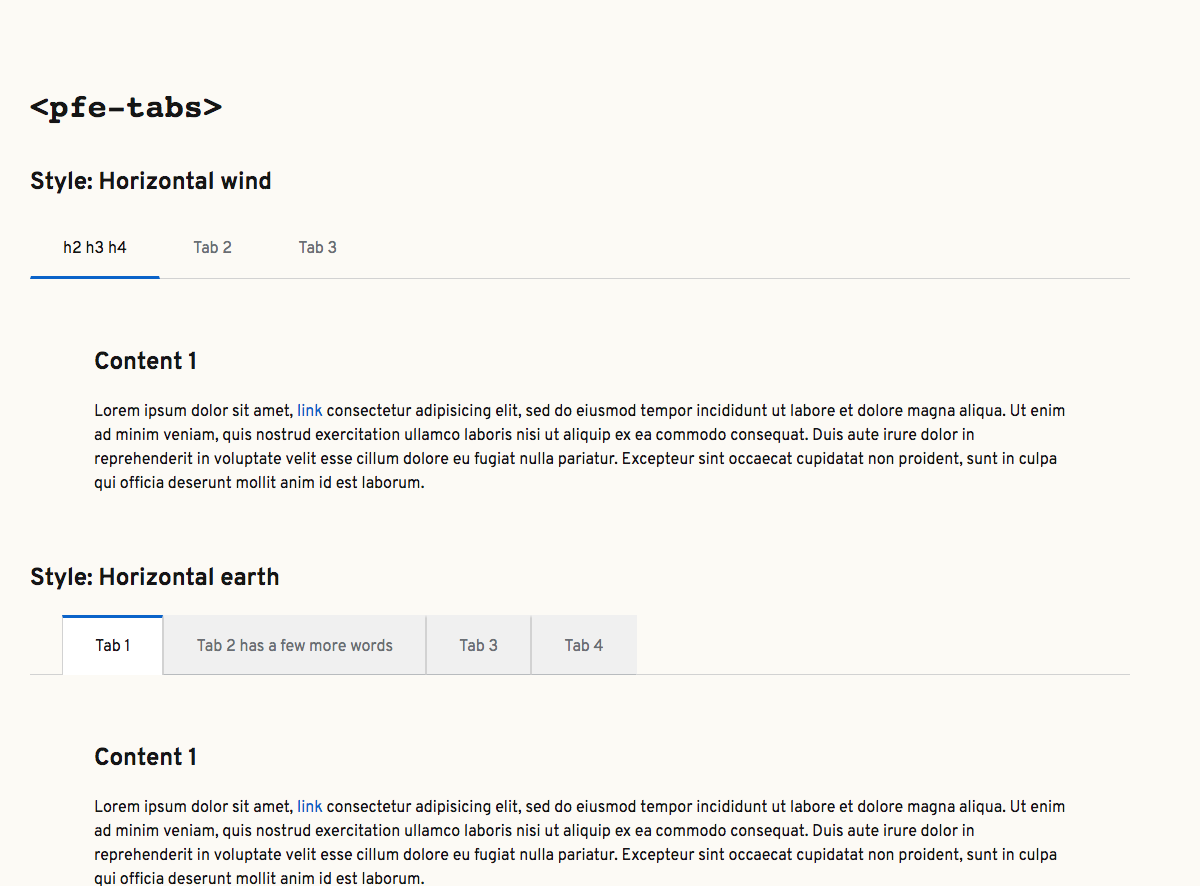 <pfe-tabs>
Style: Horizontal wind
h2 h3 h4 Tab 2 Tab 3
Content 1
Lorem ipsum dolor sit amet, link consectetur adipisicing elit, sed do eiusmod tempor incididunt ut labore et dolore magna aliqua. Ut enim
ad minim veniam, quis nostrud exercitation ullamco laboris nisi ut aliquip ex ea commodo consequat. Duis aute irure dolor in
reprehenderit in voluptate velit esse cillum dolore eu fugiat nulla pariatur. Excepteur sint occaecat cupidatat non proident, sunt in culpa
qui officia deserunt mollit anim id est laborum.
Style: Horizontal earth
Tab 1 Tab 2 has a few more words Tab 3 Tab 4
Content 1
Lorem ipsum dolor sit amet, link consectetur adipisicing elit, sed do eiusmod tempor incididunt ut labore et dolore magna aliqua. Ut enim
ad minim veniam, quis nostrud exercitation ullamco laboris nisi ut aliquip ex ea commodo consequat. Duis aute irure dolor in
reprehenderit in voluptate velit esse cillum dolore eu fugiat nulla pariatur. Excepteur sint occaecat cupidatat non proident, sunt in culpa
qui officia deserunt mollit anim id est laborum.